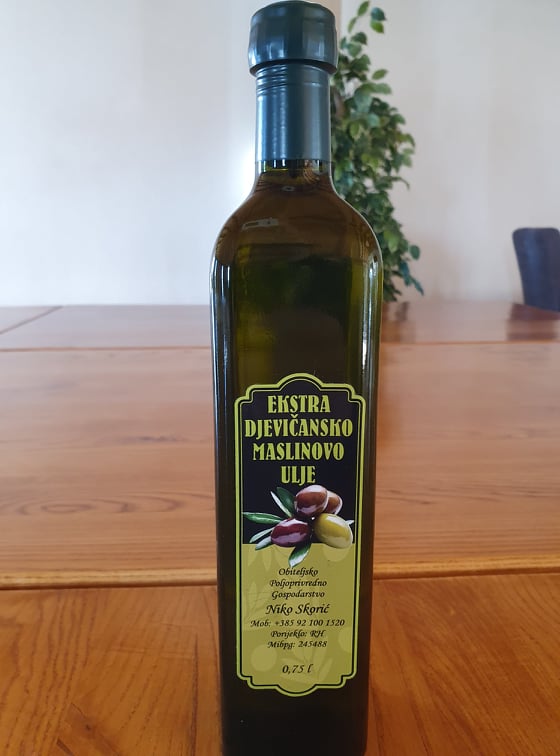 EKSTRA
DJEVIČANSKO
MASLINOVO
ULJE
Obiteljsko
Poljoprivredno
Gospodarstvo
Niko Skorić
Mob: +385 92 100 1520
Porijeklo: RH
Mibpg: 245488
0,75 l